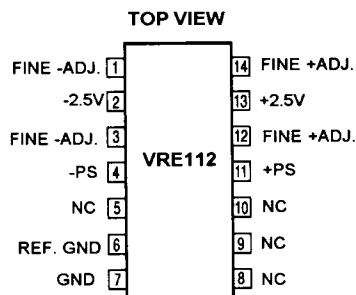 TOP VIEW
FINE -ADJ. 1 14 FINE +ADJ.
-2.5V 2 13 +2.5V
FINE -ADJ. 3 12 FINE +ADJ.
VRE112
-PS 4 11 +PS
NC 5 10 NC
REF. GND 6 9 NC
GND 7 8 NC